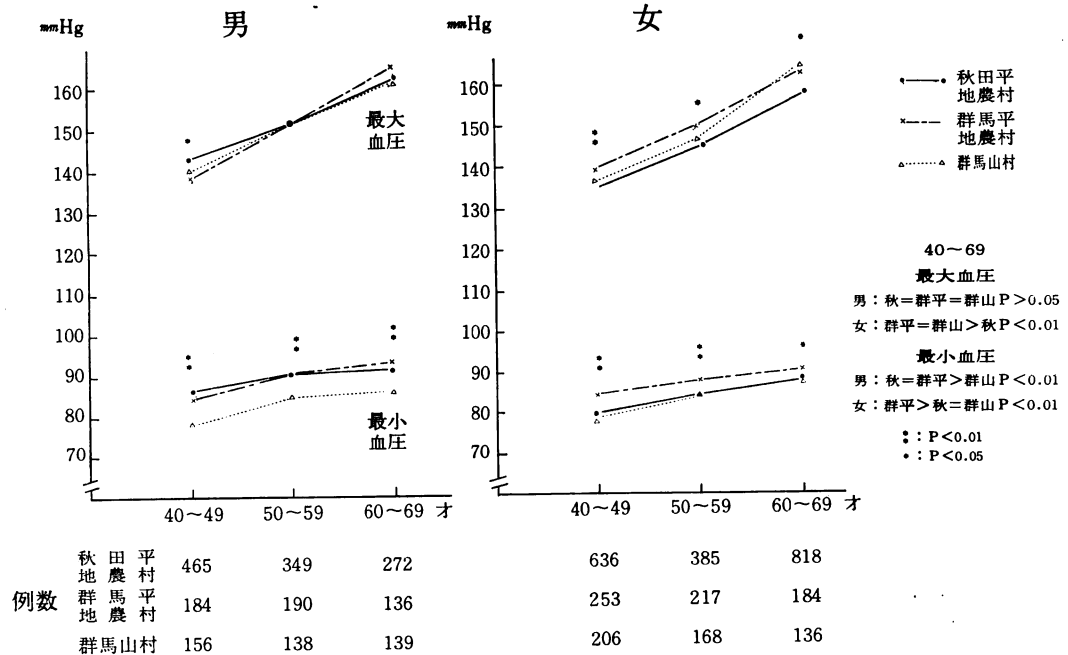 男
mmHg
160
150
140
130
120
110
100
90
80
70
最大
血圧
最小
血圧
40～49 50～59 60～69 才
女
mmHg
160
150
140
130
120
110
100
90
80
70
40～49 50～59 60～69
秋田平
地農村
群馬平
地農村
群馬山村
40～69
最大血圧
男：秋＝群平＝群山 P＞0.05
女：群平＝群山＞秋 P＜0.01
最小血圧
男：秋＝群平＞群山 P＜0.01
女：群平＞秋＝群山 P＜0.01
：P＜0.01
：P＜0.05
例数
秋田平
地農村 465 349 272 636 385 818
群馬平
地農村 184 190 136 253 217 184
群馬山村 156 138 139 206 168 136